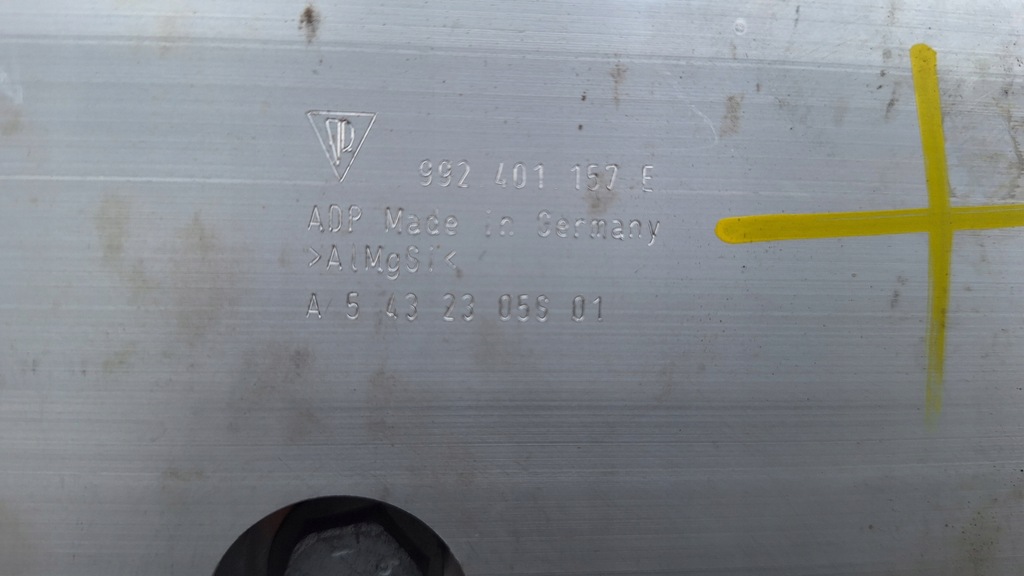 992 401 157 E
ADP Made in Germany
>AlMgSi<
A 5 43 23 056 01